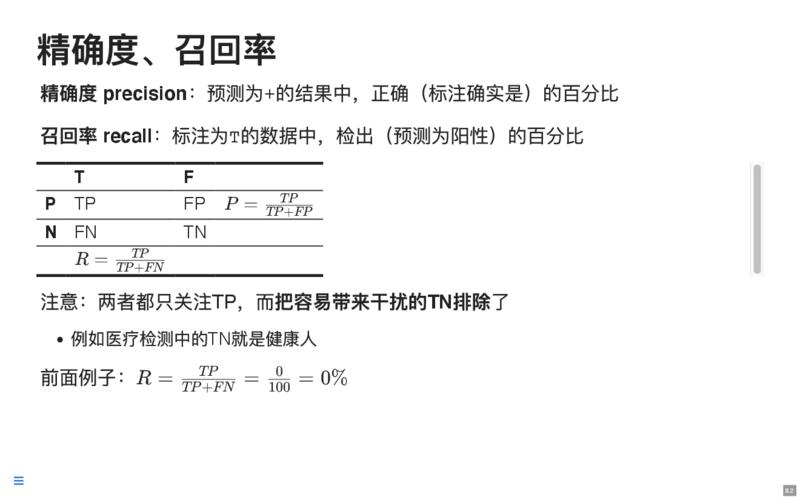 精确度、召回率
精确度 precision：预测为+的结果中，正确（标注确实是）的百分比
召回率 recall：标注为T的数据中，检出（预测为阳性）的百分比
T F
P TP FP P = TP/(TP+FP)
N FN TN
R = TP/(TP+FN)
注意：两者都只关注TP，而把容易带来干扰的TN排除了
• 例如医疗检测中的TN就是健康人
前面例子：R = TP/(TP+FN) = 0/100 = 0%
8.2